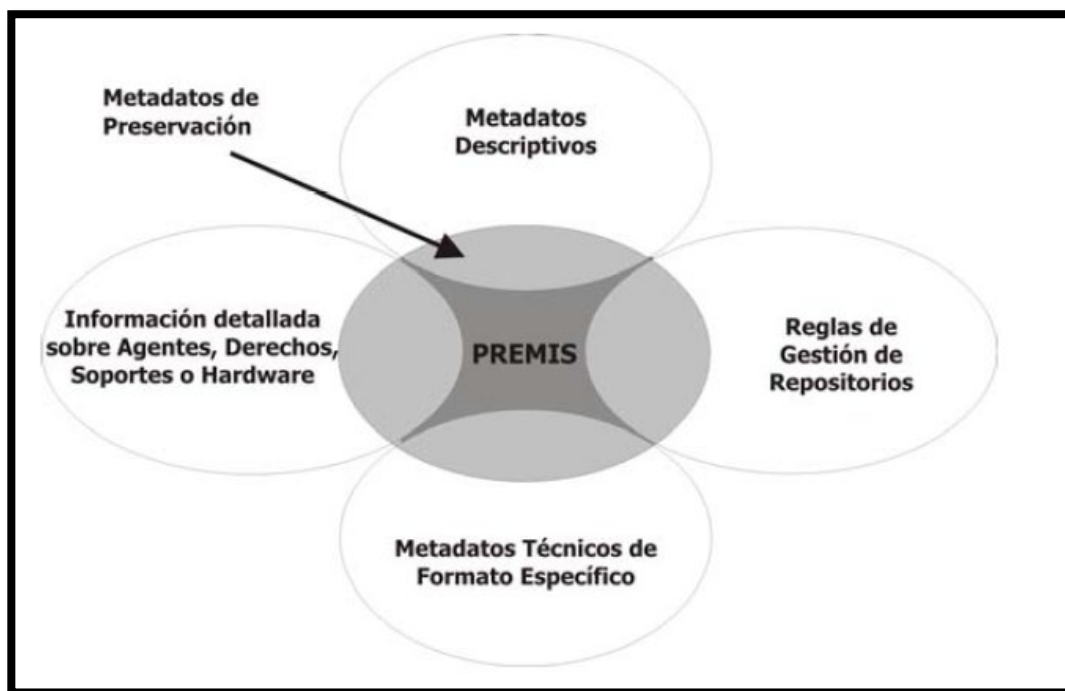 Metadatos de
Preservación
Metadatos
Descriptivos
Información detallada
sobre Agentes, Derechos,
Soportes o Hardware
PREMIS
Reglas de
Gestión de
Repositorios
Metadatos Técnicos de
Formato Específico